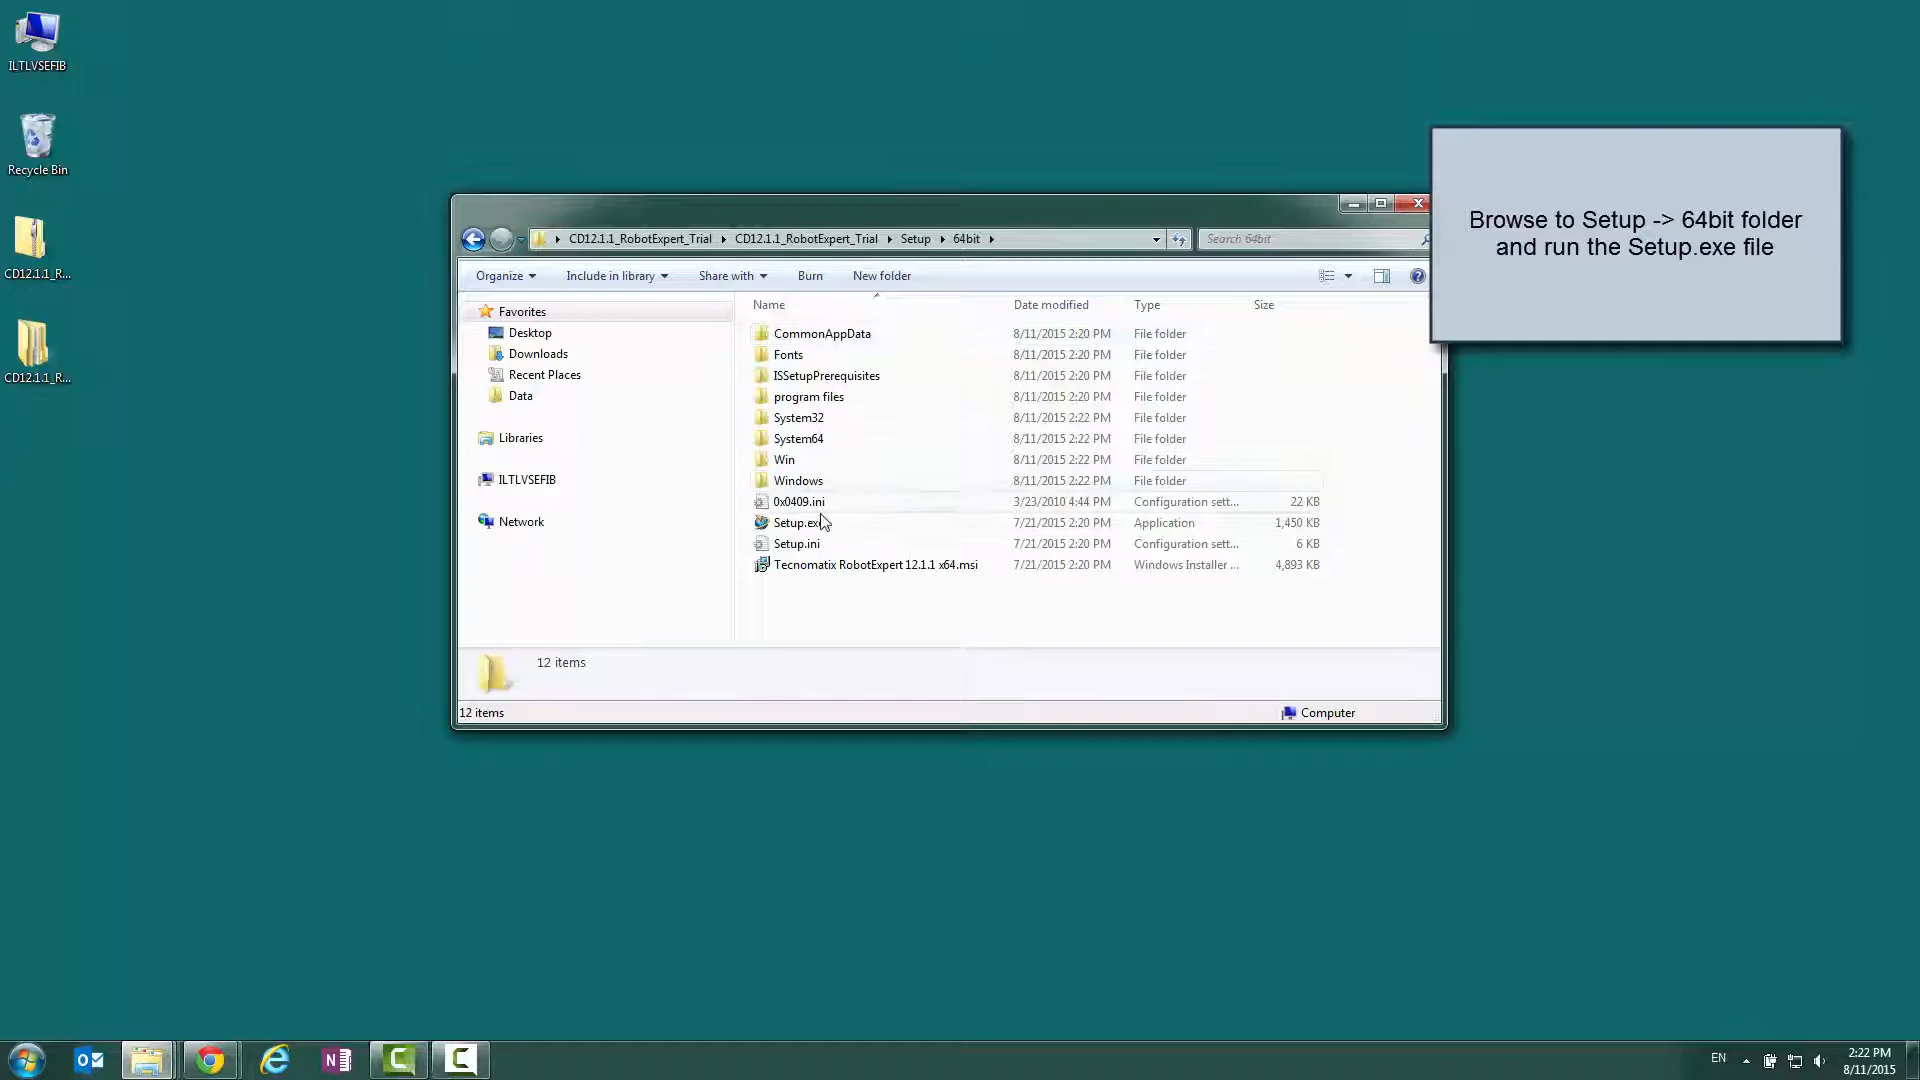 ILTLVSEFIB
Recycle Bin
CD12.1.1_R...
CD12.1.1_R...
CD12.1.1_RobotExpert_Trial CD12.1.1_RobotExpert_Trial Setup 64bit
Search 64bit
Organize Include in library Share with Burn New folder
Favorites
Desktop
Downloads
Recent Places
Data
Libraries
ILTLVSEFIB
Network
Name Date modified Type Size
CommonAppData 8/11/2015 2:20 PM File folder
Fonts 8/11/2015 2:20 PM File folder
ISSetupPrerequisites 8/11/2015 2:20 PM File folder
program files 8/11/2015 2:20 PM File folder
System32 8/11/2015 2:22 PM File folder
System64 8/11/2015 2:22 PM File folder
Win 8/11/2015 2:22 PM File folder
Windows 8/11/2015 2:22 PM File folder
0x0409.ini 3/23/2010 4:44 PM Configuration sett... 22 KB
Setup.exe 7/21/2015 2:20 PM Application 1,450 KB
Setup.ini 7/21/2015 2:20 PM Configuration sett... 6 KB
Tecnomatix RobotExpert 12.1.1 x64.msi 7/21/2015 2:20 PM Windows Installer ... 4,893 KB
12 items
12 items
Computer
Browse to Setup -> 64bit folder
and run the Setup.exe file
EN
2:22 PM
8/11/2015